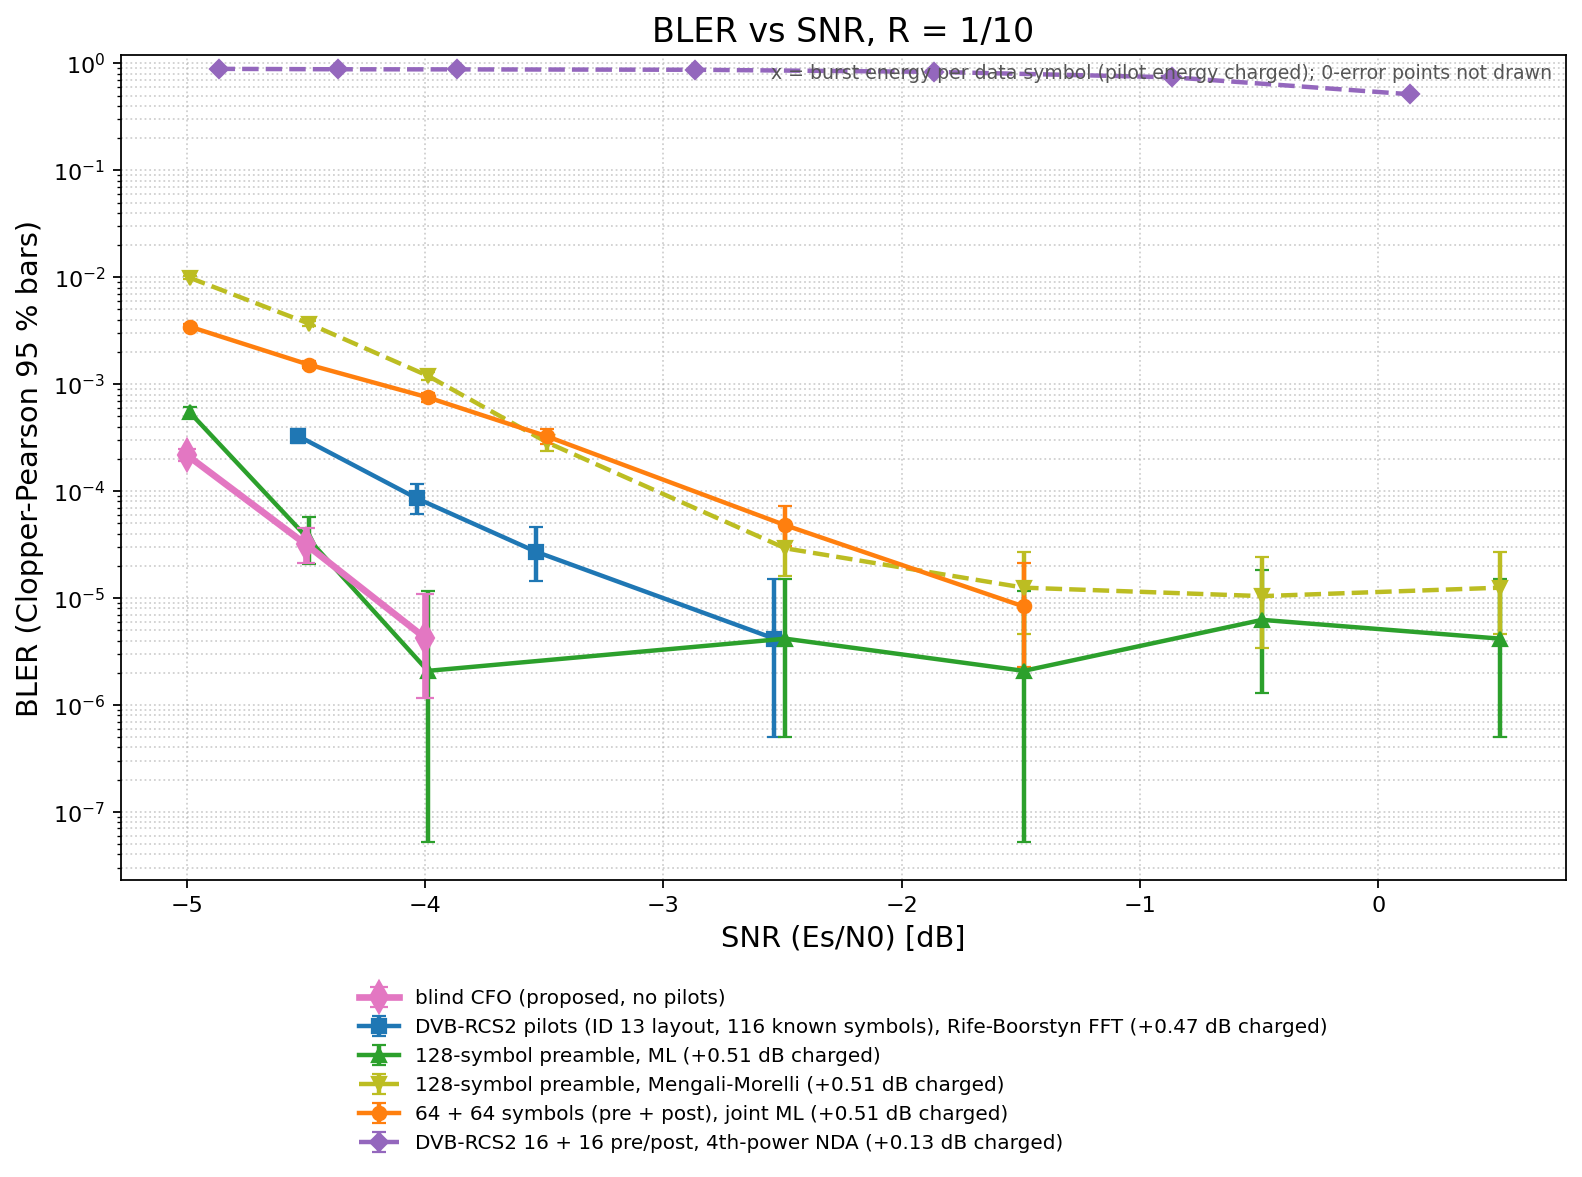 BLER vs SNR, R = 1/10
x = burst energy per data symbol (pilot energy charged); 0-error points not drawn
BLER (Clopper-Pearson 95 % bars)
10⁰
10⁻¹
10⁻²
10⁻³
10⁻⁴
10⁻⁵
10⁻⁶
10⁻⁷
−5 −4 −3 −2 −1 0
SNR (Es/N0) [dB]
blind CFO (proposed, no pilots)
DVB-RCS2 pilots (ID 13 layout, 116 known symbols), Rife-Boorstyn FFT (+0.47 dB charged)
128-symbol preamble, ML (+0.51 dB charged)
128-symbol preamble, Mengali-Morelli (+0.51 dB charged)
64 + 64 symbols (pre + post), joint ML (+0.51 dB charged)
DVB-RCS2 16 + 16 pre/post, 4th-power NDA (+0.13 dB charged)